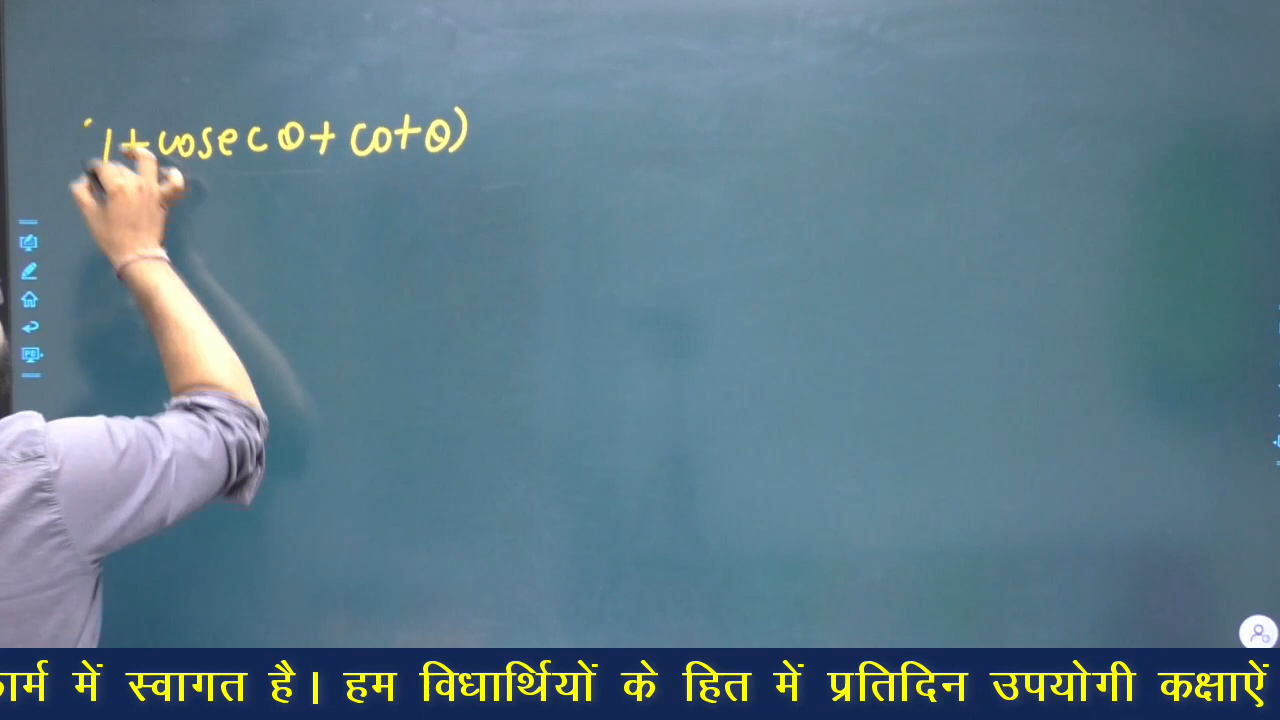 1+cosecθ+cotθ)
ार्म में स्वागत है। हम विधार्थियों के हित में प्रतिदिन उपयोगी कक्षाऐं